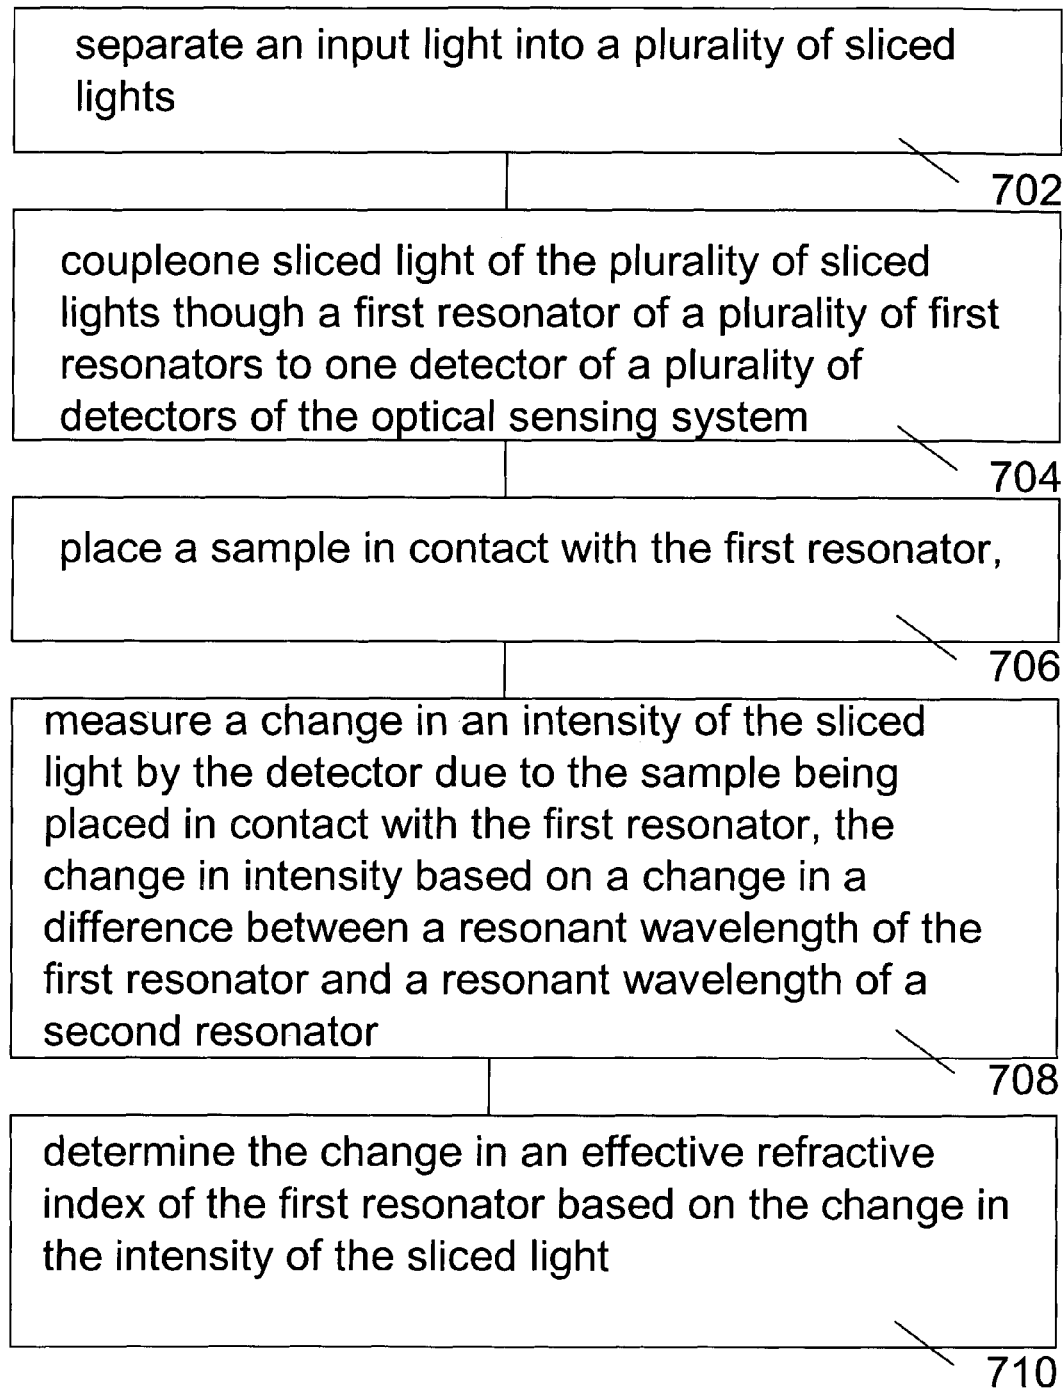 separate an input light into a plurality of sliced
lights
702
coupleone sliced light of the plurality of sliced
lights though a first resonator of a plurality of first
resonators to one detector of a plurality of
detectors of the optical sensing system
704
place a sample in contact with the first resonator,
706
measure a change in an intensity of the sliced
light by the detector due to the sample being
placed in contact with the first resonator, the
change in intensity based on a change in a
difference between a resonant wavelength of the
first resonator and a resonant wavelength of a
second resonator
708
determine the change in an effective refractive
index of the first resonator based on the change in
the intensity of the sliced light
710